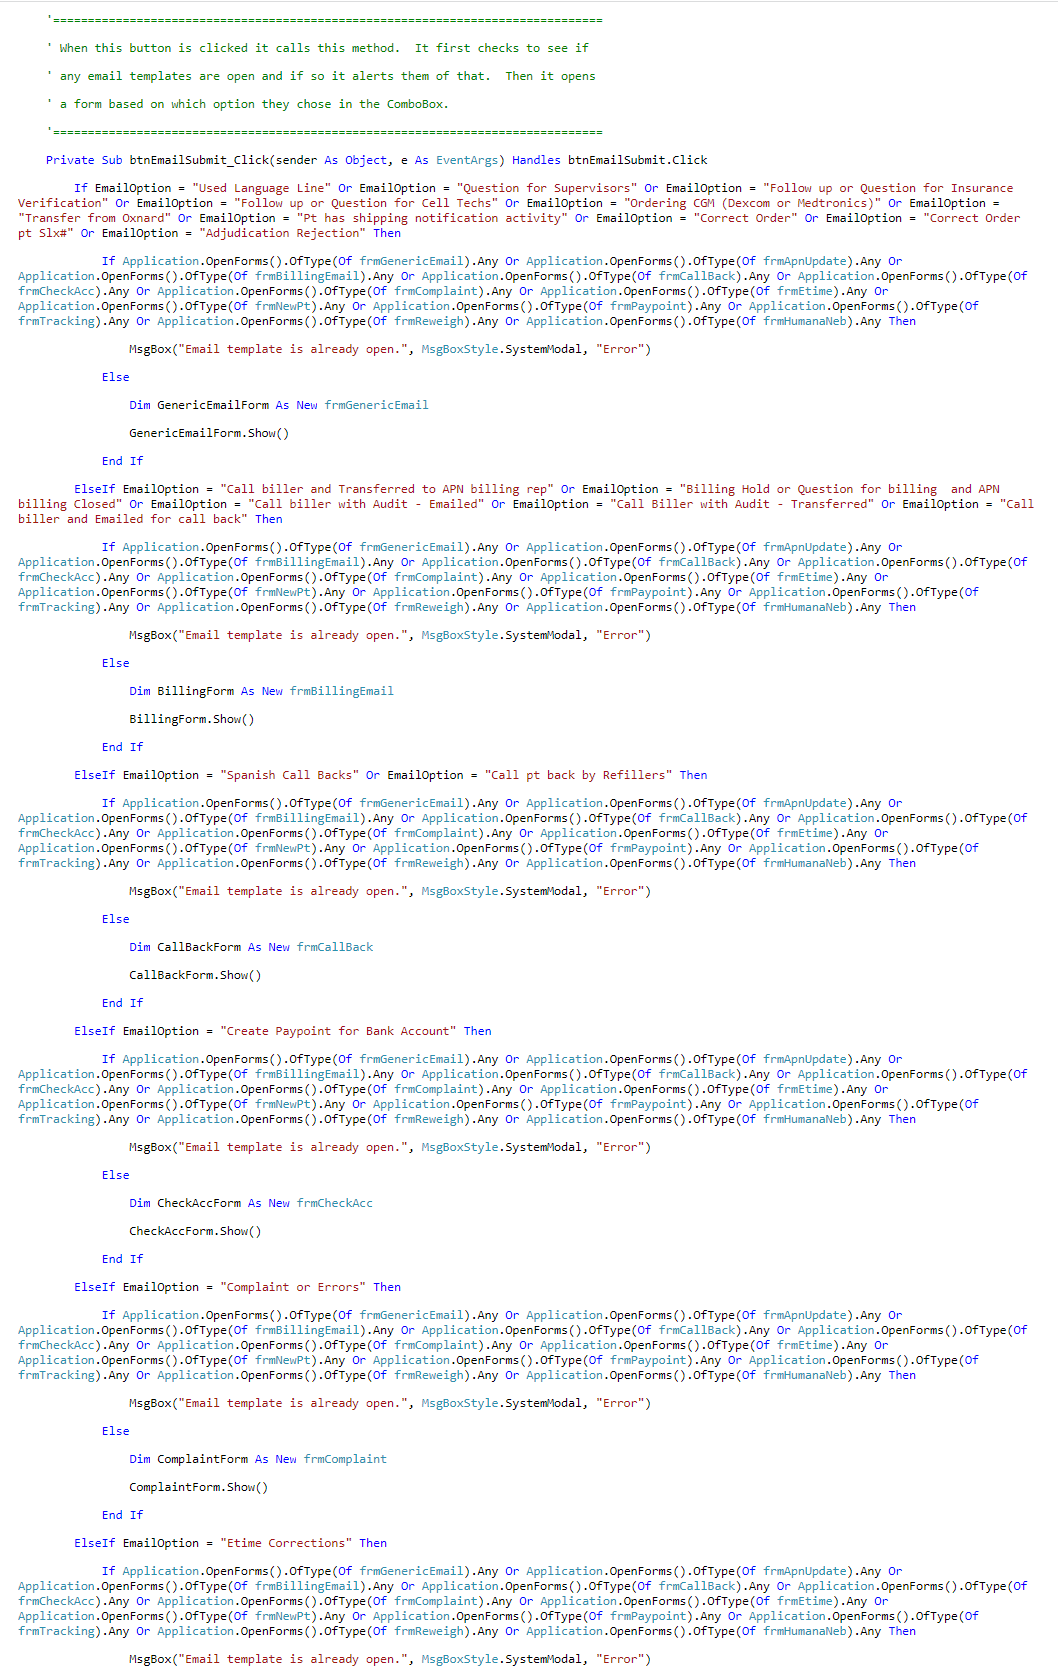 '===============================================================================
' When this button is clicked it calls this method.  It first checks to see if
' any email templates are open and if so it alerts them of that.  Then it opens
' a form based on which option they chose in the ComboBox.
'===============================================================================
Private Sub btnEmailSubmit_Click(sender As Object, e As EventArgs) Handles btnEmailSubmit.Click
If EmailOption = "Used Language Line" Or EmailOption = "Question for Supervisors" Or EmailOption = "Follow up or Question for Insurance
Verification" Or EmailOption = "Follow up or Question for Cell Techs" Or EmailOption = "Ordering CGM (Dexcom or Medtronics)" Or EmailOption =
"Transfer from Oxnard" Or EmailOption = "Pt has shipping notification activity" Or EmailOption = "Correct Order" Or EmailOption = "Correct Order
pt Slx#" Or EmailOption = "Adjudication Rejection" Then
If Application.OpenForms().OfType(Of frmGenericEmail).Any Or Application.OpenForms().OfType(Of frmApnUpdate).Any Or
Application.OpenForms().OfType(Of frmBillingEmail).Any Or Application.OpenForms().OfType(Of frmCallBack).Any Or Application.OpenForms().OfType(Of
frmCheckAcc).Any Or Application.OpenForms().OfType(Of frmComplaint).Any Or Application.OpenForms().OfType(Of frmEtime).Any Or
Application.OpenForms().OfType(Of frmNewPt).Any Or Application.OpenForms().OfType(Of frmPaypoint).Any Or Application.OpenForms().OfType(Of
frmTracking).Any Or Application.OpenForms().OfType(Of frmReweigh).Any Or Application.OpenForms().OfType(Of frmHumanaNeb).Any Then
MsgBox("Email template is already open.", MsgBoxStyle.SystemModal, "Error")
Else
Dim GenericEmailForm As New frmGenericEmail
GenericEmailForm.Show()
End If
ElseIf EmailOption = "Call biller and Transferred to APN billing rep" Or EmailOption = "Billing Hold or Question for billing  and APN
billing Closed" Or EmailOption = "Call biller with Audit - Emailed" Or EmailOption = "Call Biller with Audit - Transferred" Or EmailOption = "Call
biller and Emailed for call back" Then
If Application.OpenForms().OfType(Of frmGenericEmail).Any Or Application.OpenForms().OfType(Of frmApnUpdate).Any Or
Application.OpenForms().OfType(Of frmBillingEmail).Any Or Application.OpenForms().OfType(Of frmCallBack).Any Or Application.OpenForms().OfType(Of
frmCheckAcc).Any Or Application.OpenForms().OfType(Of frmComplaint).Any Or Application.OpenForms().OfType(Of frmEtime).Any Or
Application.OpenForms().OfType(Of frmNewPt).Any Or Application.OpenForms().OfType(Of frmPaypoint).Any Or Application.OpenForms().OfType(Of
frmTracking).Any Or Application.OpenForms().OfType(Of frmReweigh).Any Or Application.OpenForms().OfType(Of frmHumanaNeb).Any Then
MsgBox("Email template is already open.", MsgBoxStyle.SystemModal, "Error")
Else
Dim BillingForm As New frmBillingEmail
BillingForm.Show()
End If
ElseIf EmailOption = "Spanish Call Backs" Or EmailOption = "Call pt back by Refillers" Then
If Application.OpenForms().OfType(Of frmGenericEmail).Any Or Application.OpenForms().OfType(Of frmApnUpdate).Any Or
Application.OpenForms().OfType(Of frmBillingEmail).Any Or Application.OpenForms().OfType(Of frmCallBack).Any Or Application.OpenForms().OfType(Of
frmCheckAcc).Any Or Application.OpenForms().OfType(Of frmComplaint).Any Or Application.OpenForms().OfType(Of frmEtime).Any Or
Application.OpenForms().OfType(Of frmNewPt).Any Or Application.OpenForms().OfType(Of frmPaypoint).Any Or Application.OpenForms().OfType(Of
frmTracking).Any Or Application.OpenForms().OfType(Of frmReweigh).Any Or Application.OpenForms().OfType(Of frmHumanaNeb).Any Then
MsgBox("Email template is already open.", MsgBoxStyle.SystemModal, "Error")
Else
Dim CallBackForm As New frmCallBack
CallBackForm.Show()
End If
ElseIf EmailOption = "Create Paypoint for Bank Account" Then
If Application.OpenForms().OfType(Of frmGenericEmail).Any Or Application.OpenForms().OfType(Of frmApnUpdate).Any Or
Application.OpenForms().OfType(Of frmBillingEmail).Any Or Application.OpenForms().OfType(Of frmCallBack).Any Or Application.OpenForms().OfType(Of
frmCheckAcc).Any Or Application.OpenForms().OfType(Of frmComplaint).Any Or Application.OpenForms().OfType(Of frmEtime).Any Or
Application.OpenForms().OfType(Of frmNewPt).Any Or Application.OpenForms().OfType(Of frmPaypoint).Any Or Application.OpenForms().OfType(Of
frmTracking).Any Or Application.OpenForms().OfType(Of frmReweigh).Any Or Application.OpenForms().OfType(Of frmHumanaNeb).Any Then
MsgBox("Email template is already open.", MsgBoxStyle.SystemModal, "Error")
Else
Dim CheckAccForm As New frmCheckAcc
CheckAccForm.Show()
End If
ElseIf EmailOption = "Complaint or Errors" Then
If Application.OpenForms().OfType(Of frmGenericEmail).Any Or Application.OpenForms().OfType(Of frmApnUpdate).Any Or
Application.OpenForms().OfType(Of frmBillingEmail).Any Or Application.OpenForms().OfType(Of frmCallBack).Any Or Application.OpenForms().OfType(Of
frmCheckAcc).Any Or Application.OpenForms().OfType(Of frmComplaint).Any Or Application.OpenForms().OfType(Of frmEtime).Any Or
Application.OpenForms().OfType(Of frmNewPt).Any Or Application.OpenForms().OfType(Of frmPaypoint).Any Or Application.OpenForms().OfType(Of
frmTracking).Any Or Application.OpenForms().OfType(Of frmReweigh).Any Or Application.OpenForms().OfType(Of frmHumanaNeb).Any Then
MsgBox("Email template is already open.", MsgBoxStyle.SystemModal, "Error")
Else
Dim ComplaintForm As New frmComplaint
ComplaintForm.Show()
End If
ElseIf EmailOption = "Etime Corrections" Then
If Application.OpenForms().OfType(Of frmGenericEmail).Any Or Application.OpenForms().OfType(Of frmApnUpdate).Any Or
Application.OpenForms().OfType(Of frmBillingEmail).Any Or Application.OpenForms().OfType(Of frmCallBack).Any Or Application.OpenForms().OfType(Of
frmCheckAcc).Any Or Application.OpenForms().OfType(Of frmComplaint).Any Or Application.OpenForms().OfType(Of frmEtime).Any Or
Application.OpenForms().OfType(Of frmNewPt).Any Or Application.OpenForms().OfType(Of frmPaypoint).Any Or Application.OpenForms().OfType(Of
frmTracking).Any Or Application.OpenForms().OfType(Of frmReweigh).Any Or Application.OpenForms().OfType(Of frmHumanaNeb).Any Then
MsgBox("Email template is already open.", MsgBoxStyle.SystemModal, "Error")